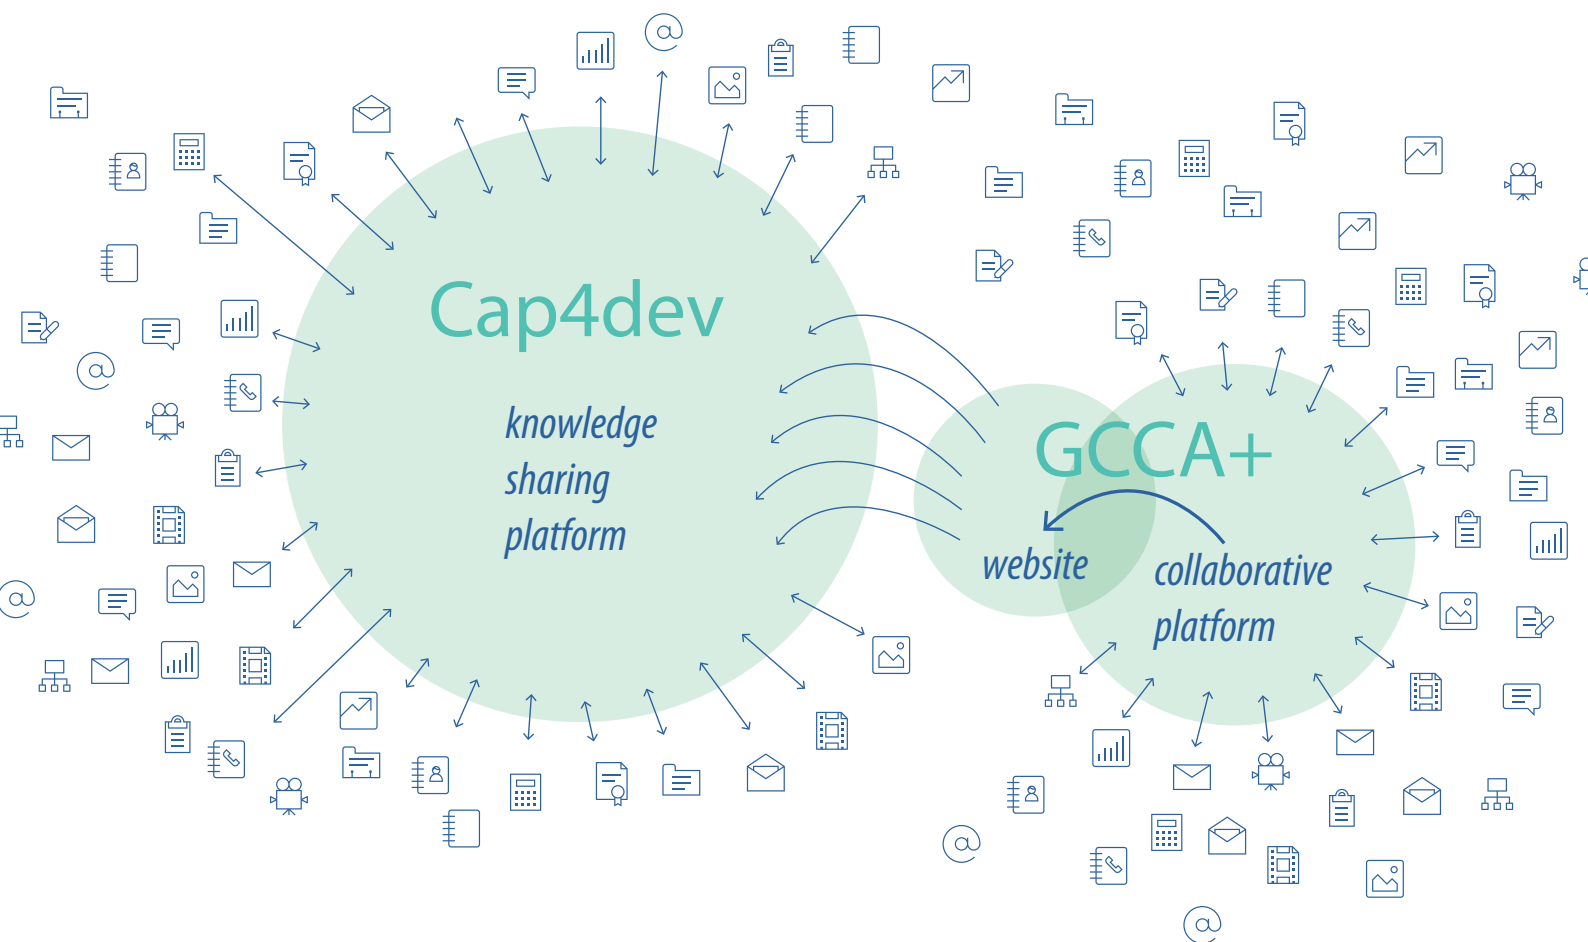 Cap4dev
knowledge
sharing
platform
GCCA+
website
collaborative
platform